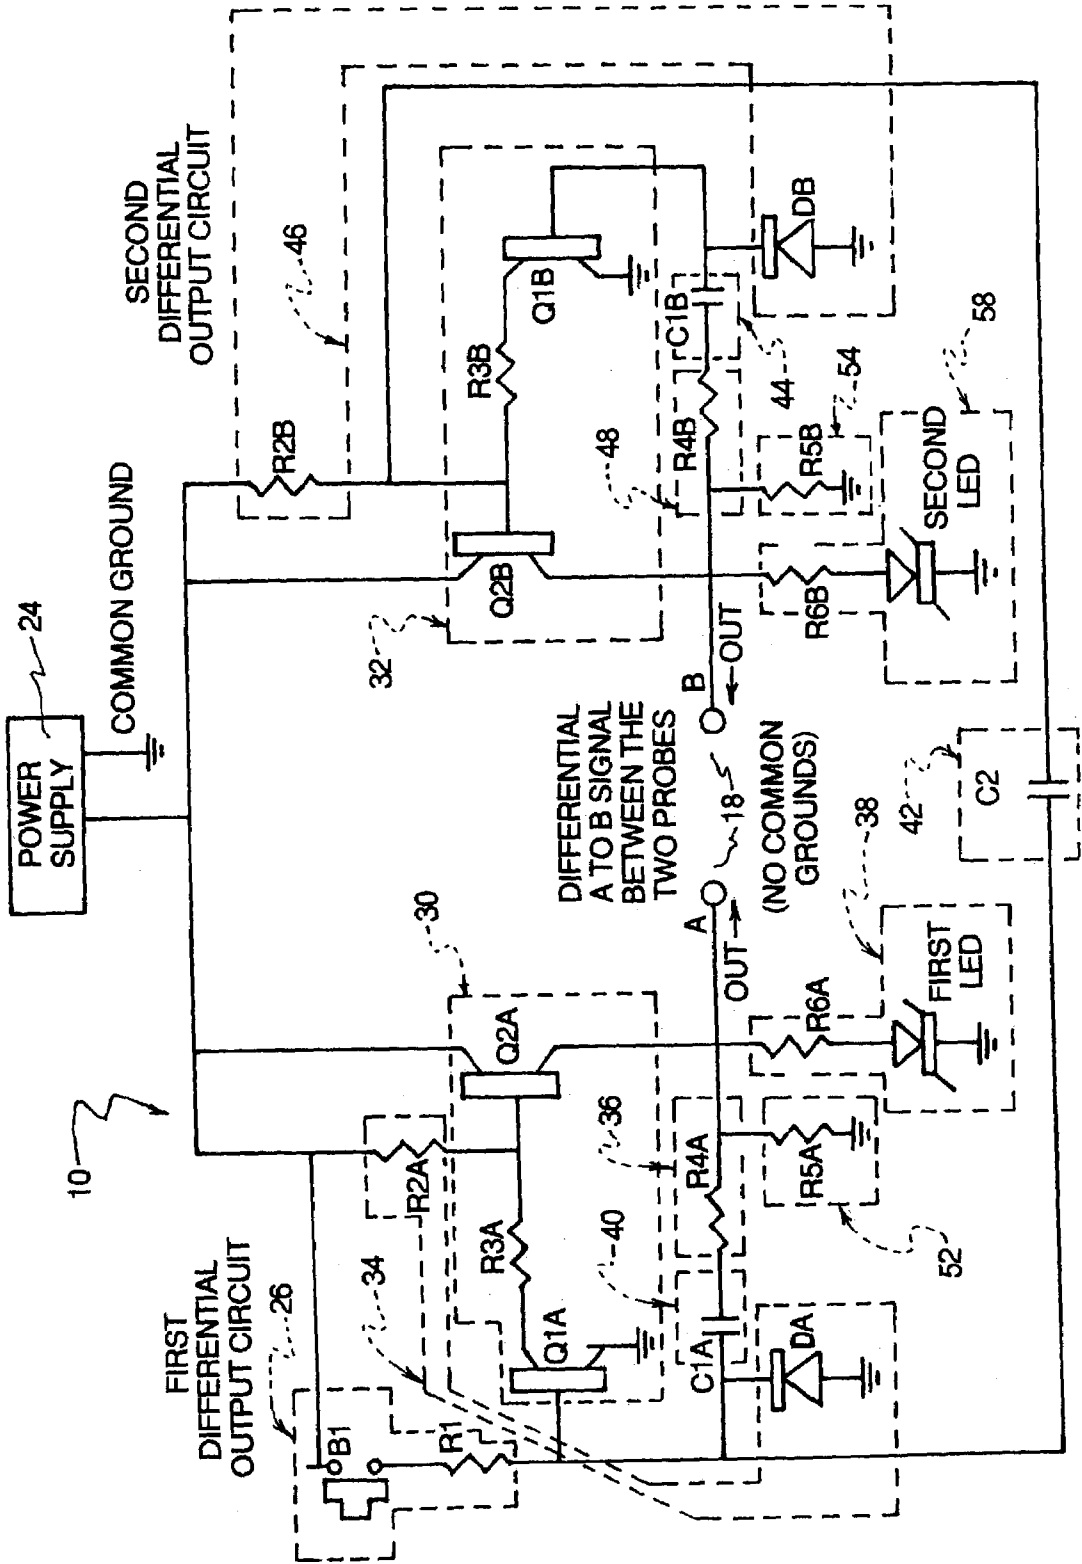 10
POWER
SUPPLY
24
COMMON GROUND
FIRST
DIFFERENTIAL
OUTPUT CIRCUIT
26
SECOND
DIFFERENTIAL
OUTPUT CIRCUIT
46
B1
R1
34
R2A
R2B
30
32
Q1A
R3A
Q2A
Q2B
R3B
Q1B
40
36
48
DIFFERENTIAL
A TO B SIGNAL
BETWEEN THE
TWO PROBES
C1A
R4A
A
B
R4B
C1B
OUT
18
OUT
(NO COMMON
GROUNDS)
44
54
DA
R5A
R6A
R6B
R5B
DB
52
38
42
58
FIRST
LED
SECOND
LED
C2